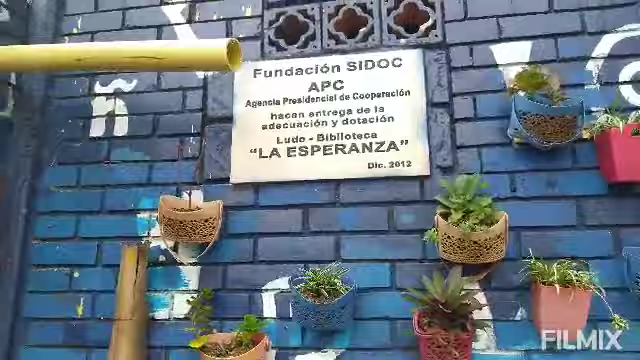 Fundación SIDOC
APC
Agencia Presidencial de Cooperación
hacen entrega de la
adecuación y dotación
Ludo - Biblioteca
"LA ESPERANZA"
Dic. 2012
ñ
FILMIX